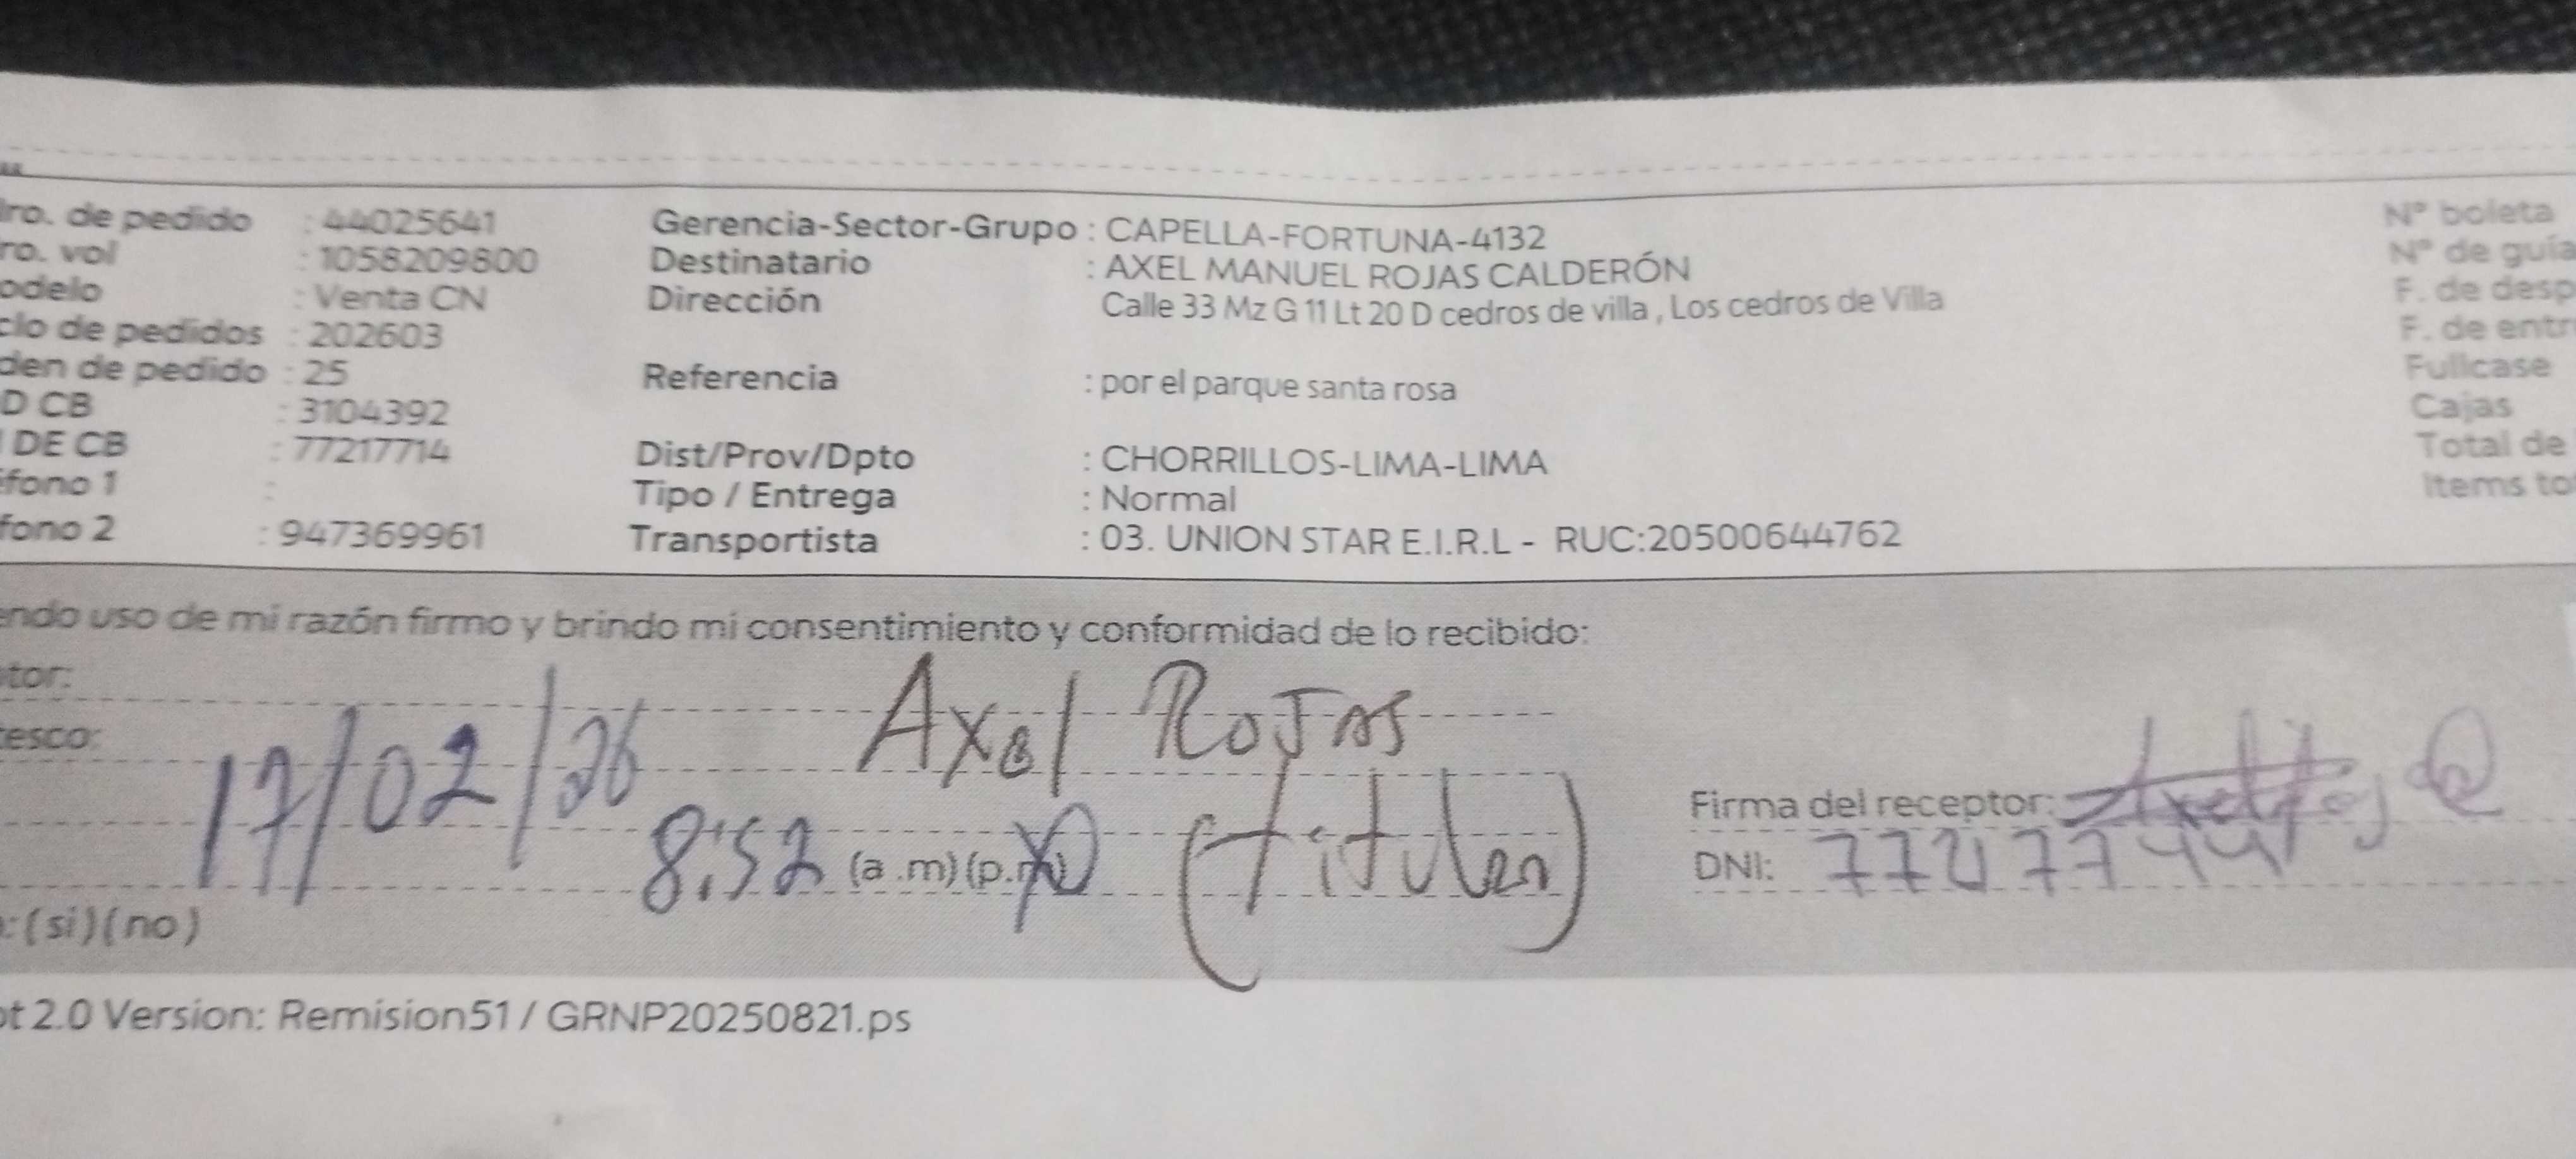 ro. de pedido : 44025641
ro. vol : 1058209800
odelo : Venta CN
clo de pedidos : 202603
den de pedido : 25
D CB : 3104392
DE CB : 77217714
fono 1 :
fono 2 : 947369961
Gerencia-Sector-Grupo : CAPELLA-FORTUNA-4132
Destinatario : AXEL MANUEL ROJAS CALDERÓN
Dirección Calle 33 Mz G 11 Lt 20 D cedros de villa , Los cedros de Villa
Referencia : por el parque santa rosa
Dist/Prov/Dpto : CHORRILLOS-LIMA-LIMA
Tipo / Entrega : Normal
Transportista : 03. UNION STAR E.I.R.L - RUC:20500644762
N° boleta
N° de guía
F. de desp
F. de entr
Fullcase
Cajas
Total de
Items to
endo uso de mi razón firmo y brindo mi consentimiento y conformidad de lo recibido:
tor:
esco:
Axel Rojas
17/02/26
8:52 (a .m) (p.m)
(titular)
Firma del receptor:
DNI:
: (si) (no)
pt 2.0 Version: Remision51 / GRNP20250821.ps